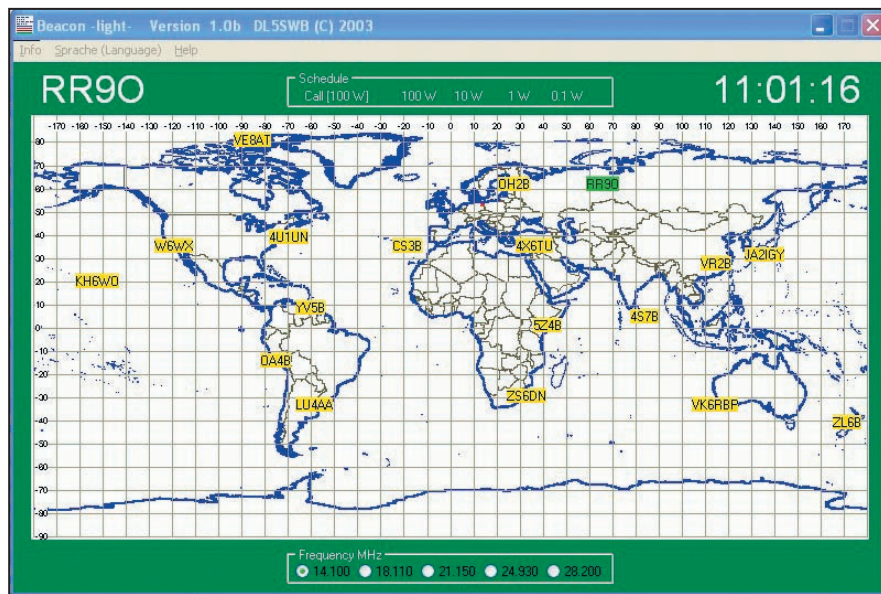 Beacon -light- Version 1.0b DL5SWB (C) 2003
Info Sprache (Language) Help
RR9O
Schedule
Call [100 W] 100 W 10 W 1 W 0.1 W
11:01:16
-170 -160 -150 -140 -130 -120 -110 -100 -90 -80 -70 -60 -50 -40 -30 -20 -10 0 10 20 30 40 50 60 70 80 90 100 110 120 130 140 150 160 170
80
VE8AT
70
60
OH2B RR9O
50
40
4U1UN
W6WX CS3B 4X6TU
30
JA2IGY
VR2B
20
KH6WO
10
YV5B
4S7B
0
5Z4B
-10
OA4B
-20
-30
LU4AA ZS6DN VK6RBP
-40
ZL6B
-50
-60
-70
-80
-90
Frequency MHz
14.100 18.110 21.150 24.930 28.200